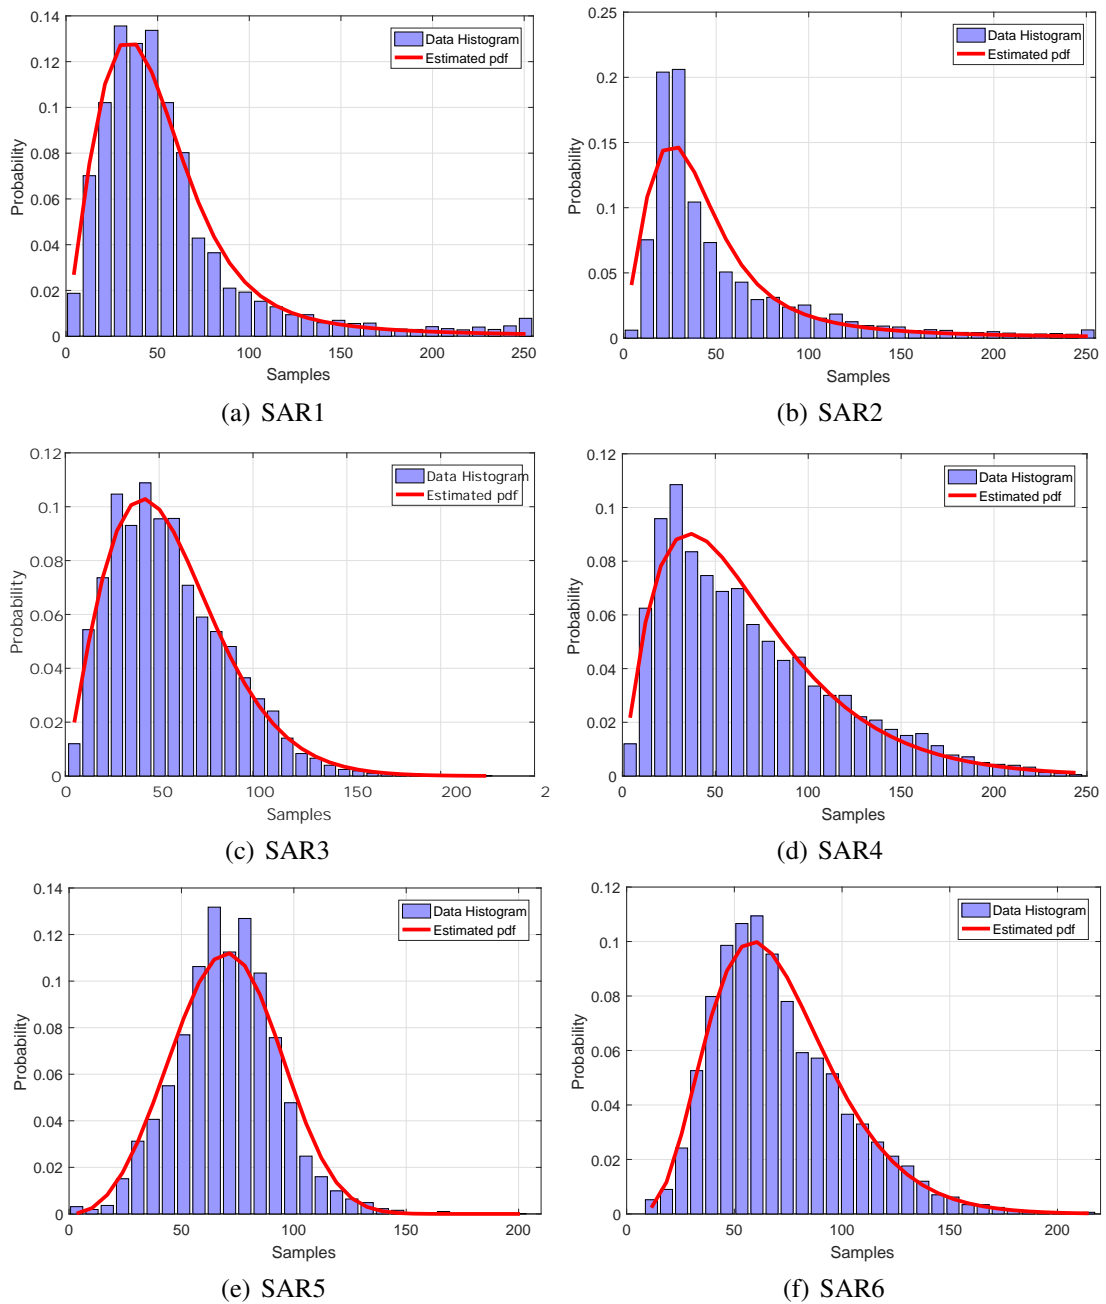 0.14
0.12
0.1
0.08
0.06
0.04
0.02
0
Probability
Data Histogram
Estimated pdf
0 50 100 150 200 250
Samples
(a) SAR1
0.25
0.2
0.15
0.1
0.05
0
Probability
Data Histogram
Estimated pdf
0 50 100 150 200 250
Samples
(b) SAR2
0.12
0.1
0.08
0.06
0.04
0.02
0
Probability
Data Histogram
Estimated pdf
0 50 100 150 200 2
Samples
(c) SAR3
0.12
0.1
0.08
0.06
0.04
0.02
0
Probability
Data Histogram
Estimated pdf
0 50 100 150 200 250
Samples
(d) SAR4
0.14
0.12
0.1
0.08
0.06
0.04
0.02
0
Probability
Data Histogram
Estimated pdf
50 100 150 200
Samples
(e) SAR5
0.12
0.1
0.08
0.06
0.04
0.02
0
Probability
Data Histogram
Estimated pdf
0 50 100 150 200
Samples
(f) SAR6